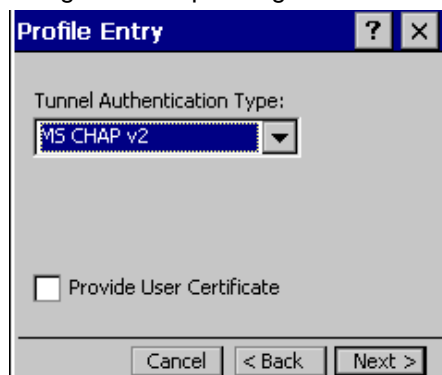 Profile Entry ? ×
Tunnel Authentication Type:
MS CHAP v2
Provide User Certificate
Cancel < Back Next >